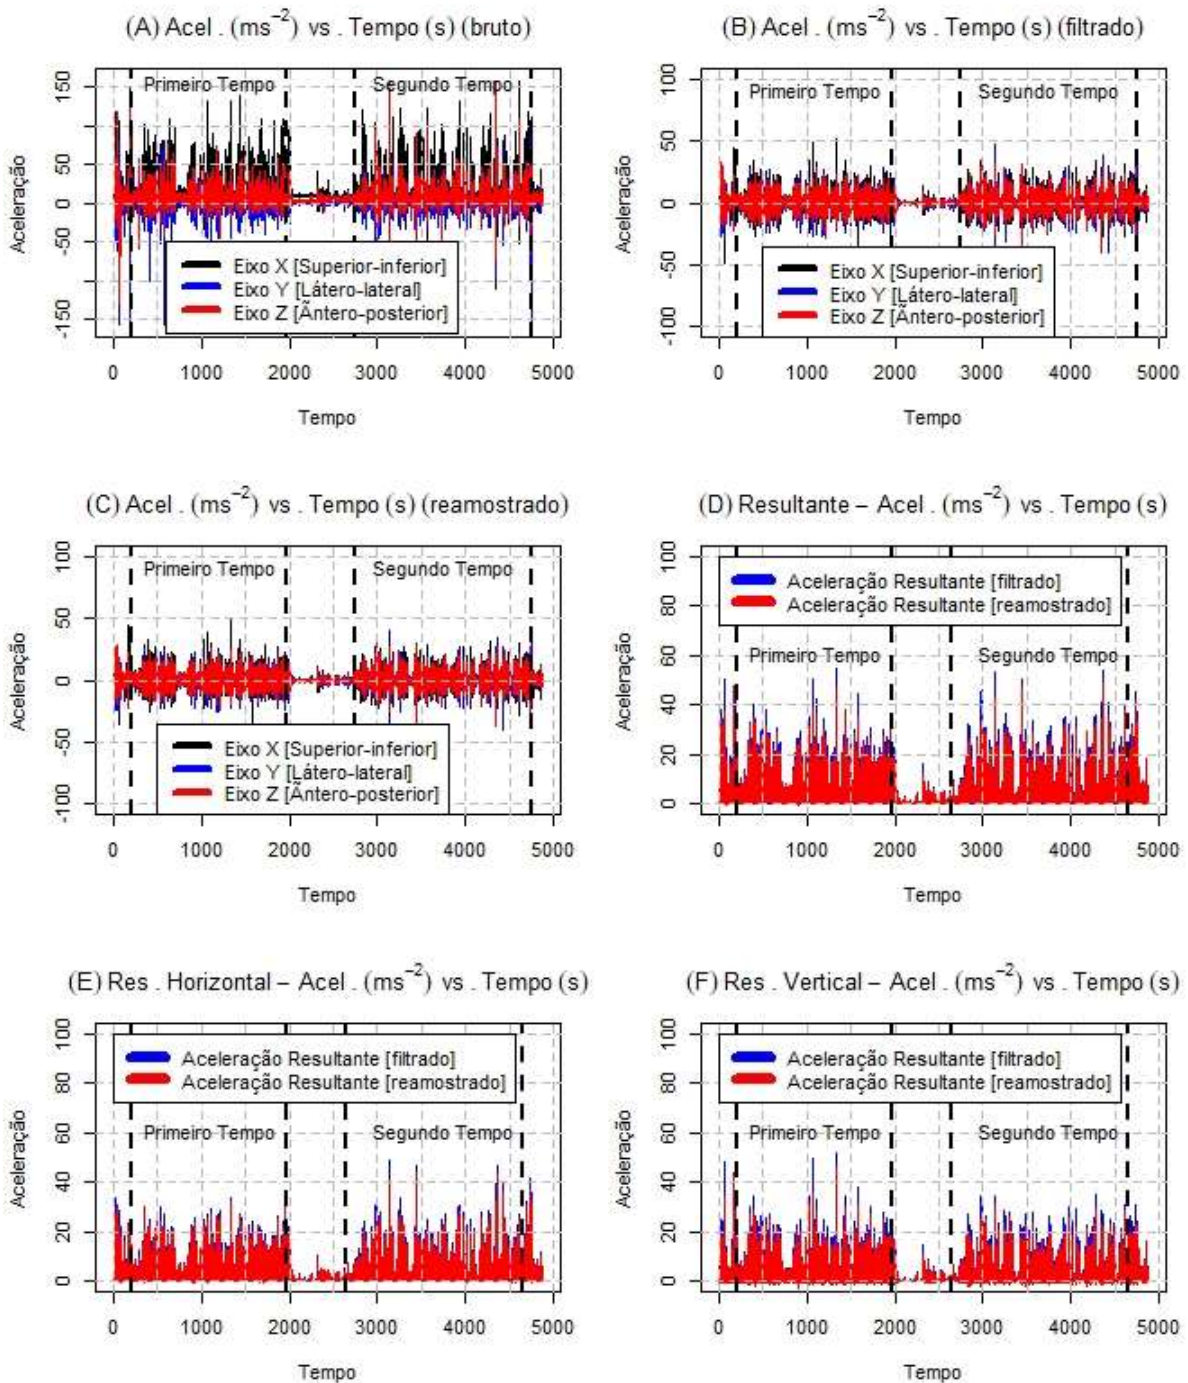 (A) Acel . (ms⁻²) vs . Tempo (s) (bruto)
Aceleração
150
50
0
-50
-150
Primeiro Tempo
Segundo Tempo
Eixo X [Superior-inferior]
Eixo Y [Látero-lateral]
Eixo Z [Ãntero-posterior]
0 1000 2000 3000 4000 5000
Tempo
(B) Acel . (ms⁻²) vs . Tempo (s) (filtrado)
Aceleração
100
50
0
-50
-100
Primeiro Tempo
Segundo Tempo
Eixo X [Superior-inferior]
Eixo Y [Látero-lateral]
Eixo Z [Ãntero-posterior]
0 1000 2000 3000 4000 5000
Tempo
(C) Acel . (ms⁻²) vs . Tempo (s) (reamostrado)
Aceleração
100
50
0
-50
-100
Primeiro Tempo
Segundo Tempo
Eixo X [Superior-inferior]
Eixo Y [Látero-lateral]
Eixo Z [Ãntero-posterior]
0 1000 2000 3000 4000 5000
Tempo
(D) Resultante – Acel . (ms⁻²) vs . Tempo (s)
Aceleração
100
80
60
40
20
0
Aceleração Resultante [filtrado]
Aceleração Resultante [reamostrado]
Primeiro Tempo
Segundo Tempo
0 1000 2000 3000 4000 5000
Tempo
(E) Res . Horizontal – Acel . (ms⁻²) vs . Tempo (s)
Aceleração
100
80
60
40
20
0
Aceleração Resultante [filtrado]
Aceleração Resultante [reamostrado]
Primeiro Tempo
Segundo Tempo
0 1000 2000 3000 4000 5000
Tempo
(F) Res . Vertical – Acel . (ms⁻²) vs . Tempo (s)
Aceleração
100
80
60
40
20
0
Aceleração Resultante [filtrado]
Aceleração Resultante [reamostrado]
Primeiro Tempo
Segundo Tempo
0 1000 2000 3000 4000 5000
Tempo